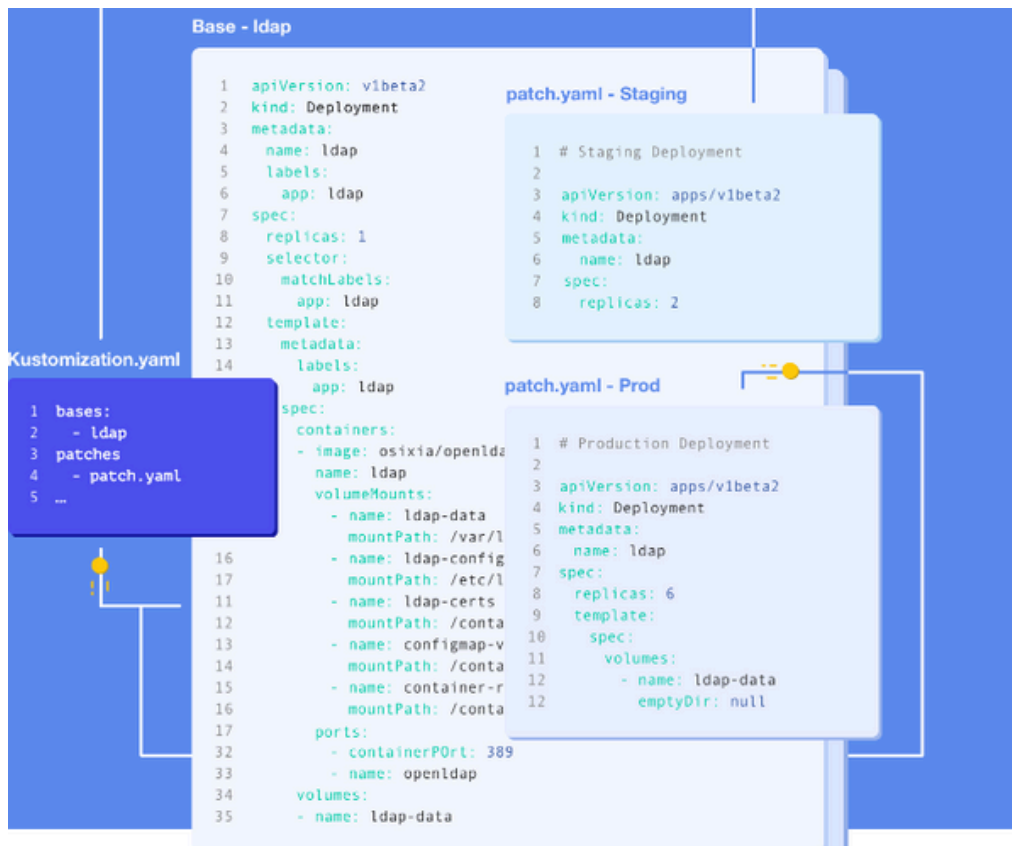 Base - ldap
1 apiVersion: v1beta2
2 kind: Deployment
3 metadata:
4 name: ldap
5 labels:
6 app: ldap
7 spec:
8 replicas: 1
9 selector:
10 matchLabels:
11 app: ldap
12 template:
13 metadata:
14 labels:
app: ldap
spec:
containers:
- image: osixia/openlda
name: ldap
volumeMounts:
- name: ldap-data
mountPath: /var/l
16 - name: ldap-config
17 mountPath: /etc/l
11 - name: ldap-certs
12 mountPath: /conta
13 - name: configmap-v
14 mountPath: /conta
15 - name: container-r
16 mountPath: /conta
17 ports:
32 - containerPOrt: 389
33 - name: openldap
34 volumes:
35 - name: ldap-data
patch.yaml - Staging
1 # Staging Deployment
2
3 apiVersion: apps/v1beta2
4 kind: Deployment
5 metadata:
6 name: ldap
7 spec:
8 replicas: 2
Kustomization.yaml
1 bases:
2 - ldap
3 patches
4 - patch.yaml
5 …
patch.yaml - Prod
1 # Production Deployment
2
3 apiVersion: apps/v1beta2
4 kind: Deployment
5 metadata:
6 name: ldap
7 spec:
8 replicas: 6
9 template:
10 spec:
11 volumes:
12 - name: ldap-data
12 emptyDir: null